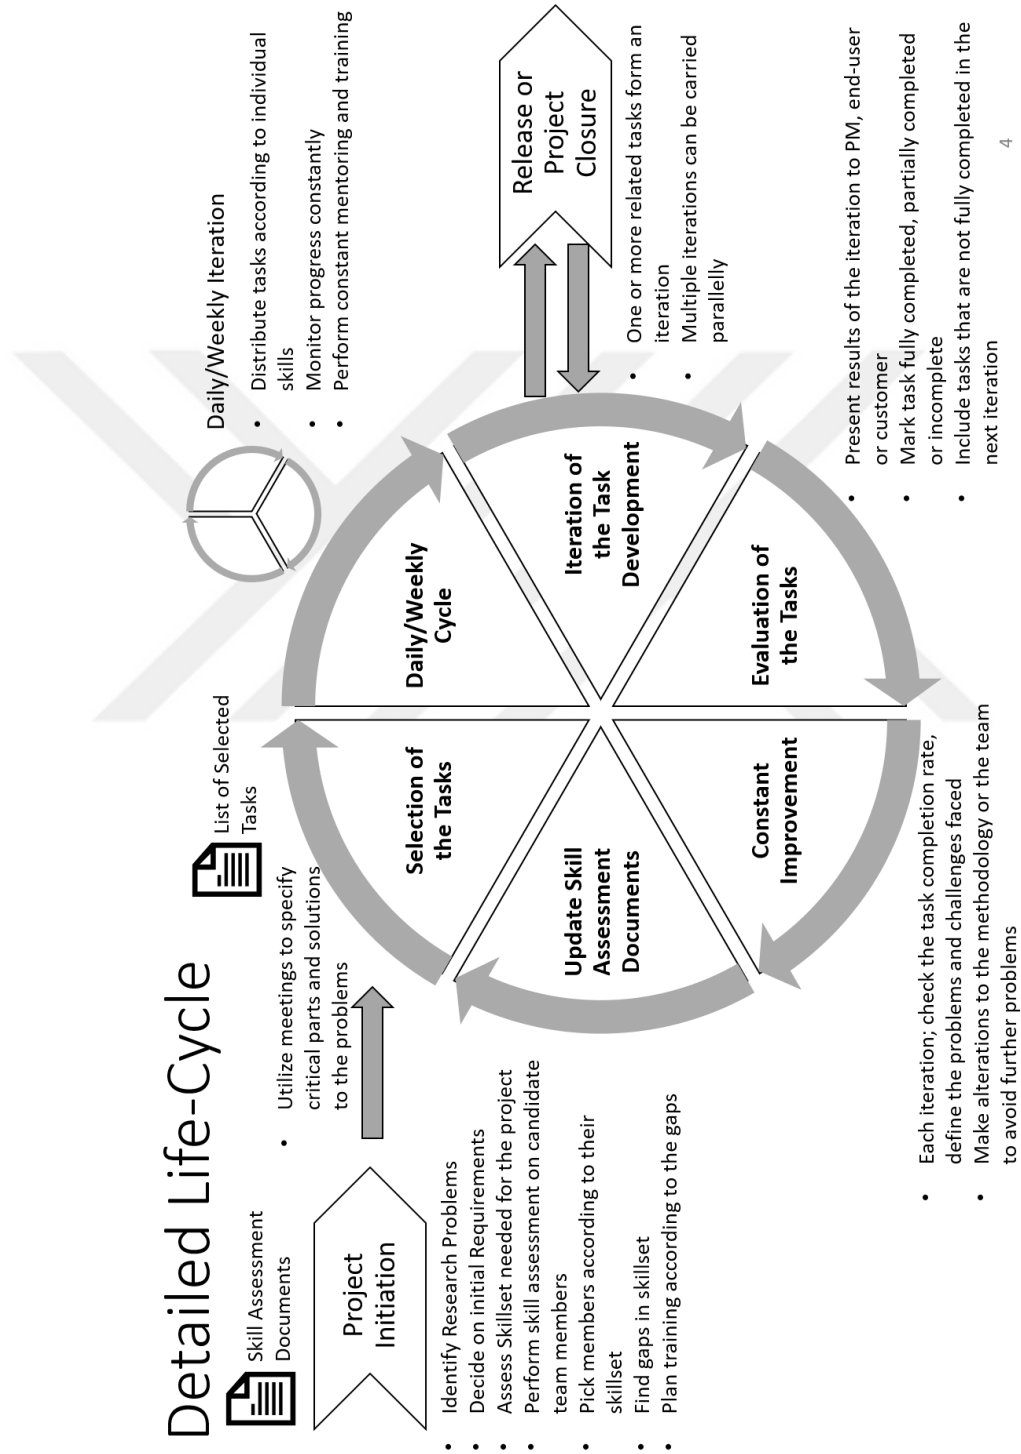 Detailed Life-Cycle
Skill Assessment
Documents
Project
Initiation
Identify Research Problems
Decide on initial Requirements
Assess Skillset needed for the project
Perform skill assessment on candidate
team members
Pick members according to their
skillset
Find gaps in skillset
Plan training according to the gaps
Utilize meetings to specify
critical parts and solutions
to the problems
List of Selected
Tasks
Selection of
the Tasks
Daily/Weekly
Cycle
Iteration of
the Task
Development
Evaluation of
the Tasks
Constant
Improvement
Update Skill
Assessment
Documents
Daily/Weekly Iteration
Distribute tasks according to individual
skills
Monitor progress constantly
Perform constant mentoring and training
Release or
Project
Closure
One or more related tasks form an
iteration
Multiple iterations can be carried
parallelly
Present results of the iteration to PM, end-user
or customer
Mark task fully completed, partially completed
or incomplete
Include tasks that are not fully completed in the
next iteration
Each iteration; check the task completion rate,
define the problems and challenges faced
Make alterations to the methodology or the team
to avoid further problems
4